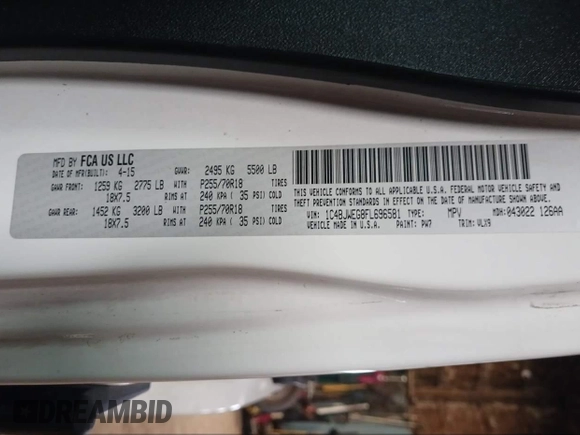 MFD BY FCA US LLC
DATE OF MFR(BUILT): 4-15 GVWR: 2495 KG 5500 LB
GAWR FRONT: 1259 KG 2775 LB WITH P255/70R18 TIRES
18X7.5 RIMS AT 240 KPA ( 35 PSI) COLD
GAWR REAR: 1452 KG 3200 LB WITH P255/70R18 TIRES
18X7.5 RIMS AT 240 KPA ( 35 PSI) COLD
THIS VEHICLE CONFORMS TO ALL APPLICABLE U.S.A. FEDERAL MOTOR VEHICLE SAFETY AND
THEFT PREVENTION STANDARDS IN EFFECT ON THE DATE OF MANUFACTURE SHOWN ABOVE.
VIN: 1C4BJWEG8FL696581 TYPE: MPV MDH: 043022 126AA
VEHICLE MADE IN U.S.A. PAINT: PW7 TRIM: VLX9
DREAMBID